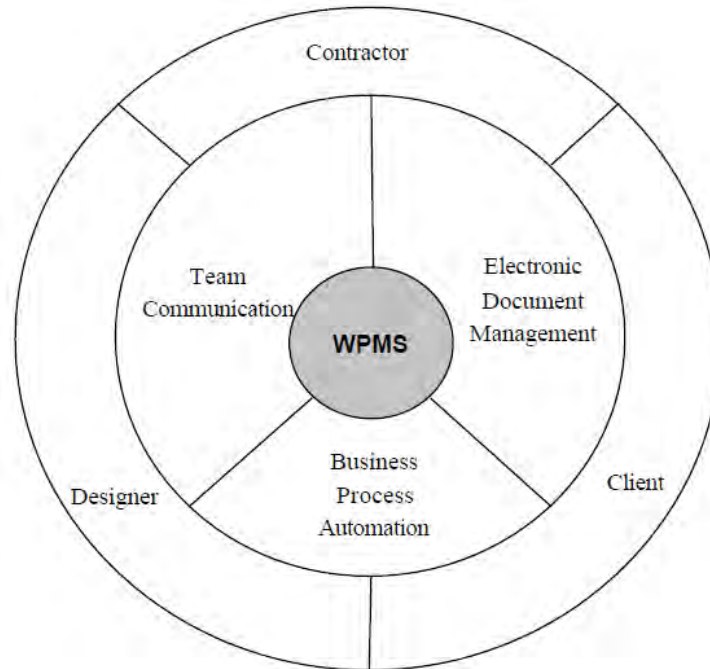 Contractor
Team
Communication
Electronic
Document
Management
WPMS
Business
Process
Automation
Designer
Client